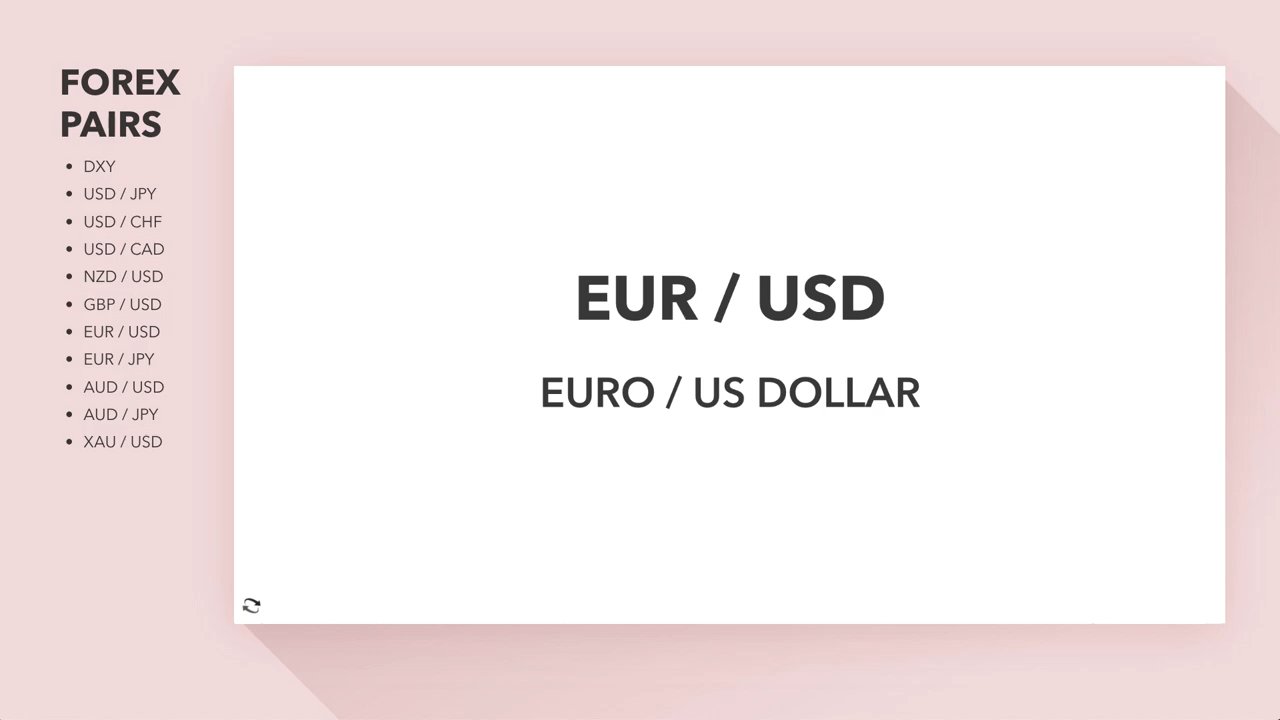 FOREX
PAIRS
• DXY
• USD / JPY
• USD / CHF
• USD / CAD
• NZD / USD
• GBP / USD
• EUR / USD
• EUR / JPY
• AUD / USD
• AUD / JPY
• XAU / USD
EUR / USD
EURO / US DOLLAR